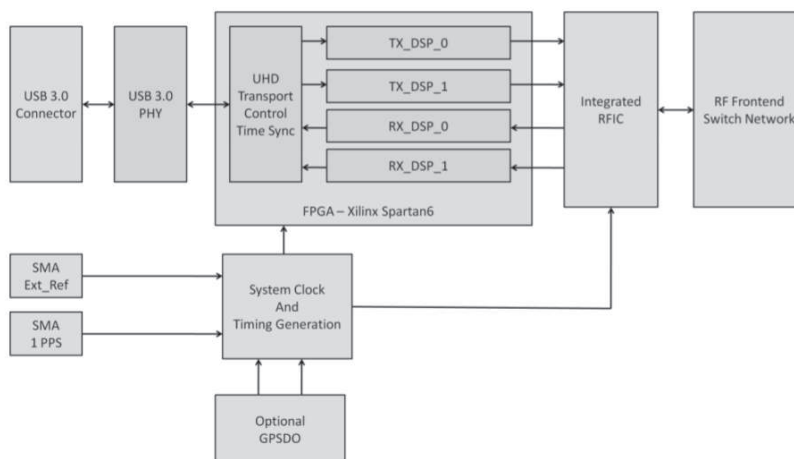 USB 3.0
Connector
USB 3.0
PHY
UHD
Transport
Control
Time Sync
TX_DSP_0
TX_DSP_1
RX_DSP_0
RX_DSP_1
FPGA – Xilinx Spartan6
Integrated
RFIC
RF Frontend
Switch Network
SMA
Ext_Ref
SMA
1 PPS
System Clock
And
Timing Generation
Optional
GPSDO